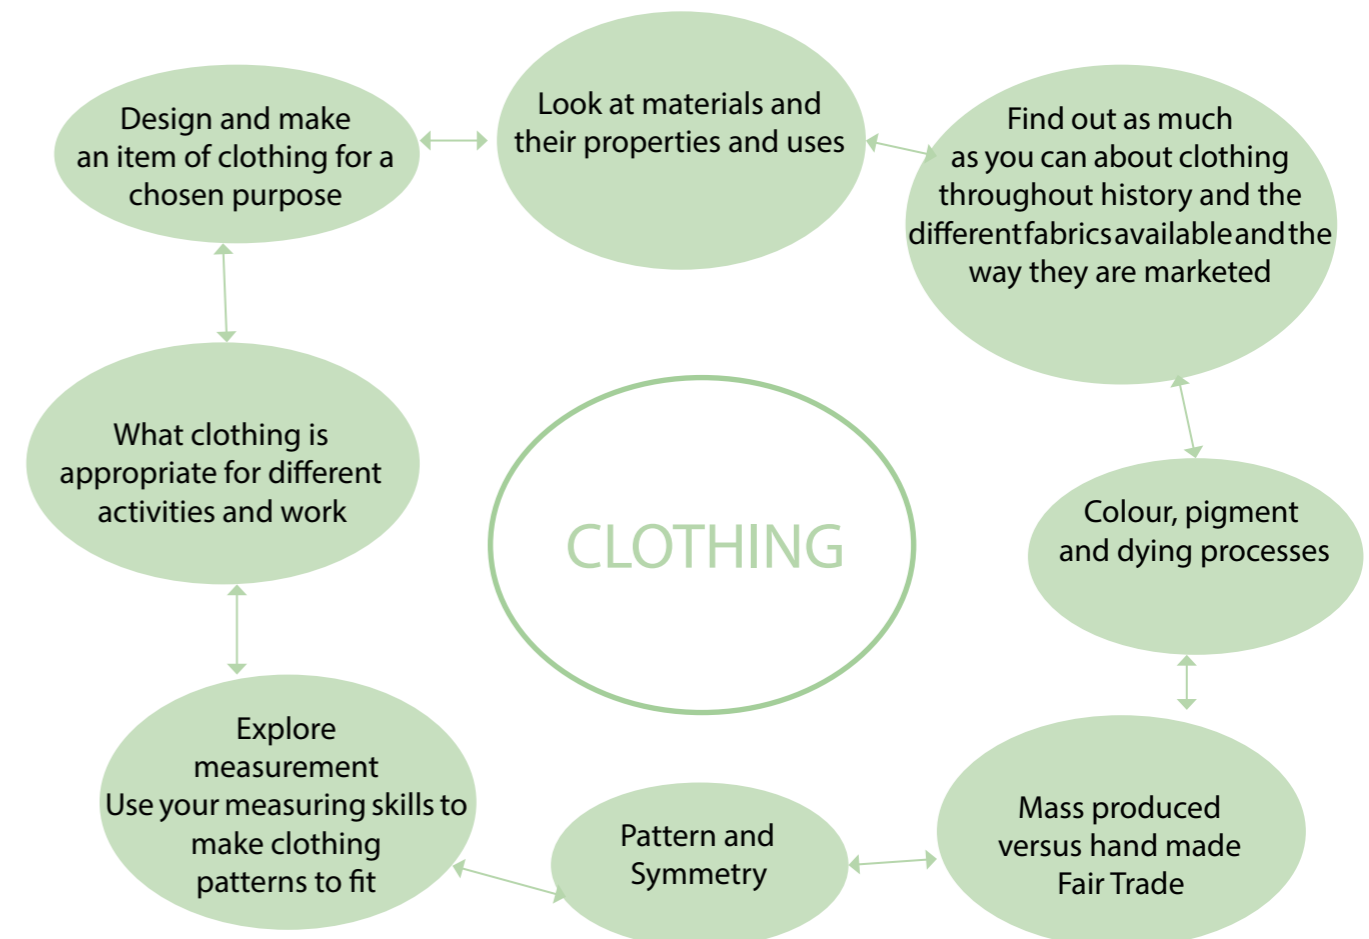 Design and make
an item of clothing for a
chosen purpose
Look at materials and
their properties and uses
Find out as much
as you can about clothing
throughout history and the
different fabrics available and the
way they are marketed
What clothing is
appropriate for different
activities and work
CLOTHING
Colour, pigment
and dying processes
Explore
measurement
Use your measuring skills to
make clothing
patterns to fit
Pattern and
Symmetry
Mass produced
versus hand made
Fair Trade